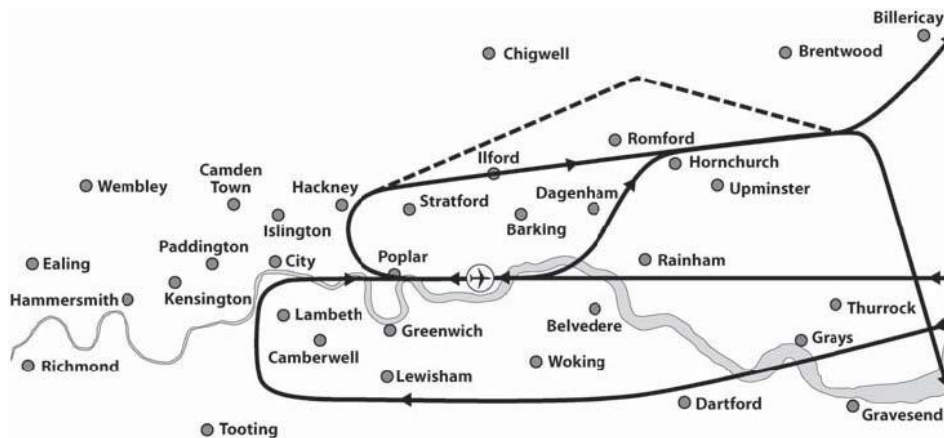 Billericay
Chigwell
Brentwood
Romford
Ilford
Hornchurch
Camden
Town
Wembley
Hackney
Dagenham
Upminster
Stratford
Islington
Barking
Paddington
City
Poplar
Ealing
Rainham
Hammersmith
Kensington
Thurrock
Lambeth
Belvedere
Greenwich
Camberwell
Grays
Richmond
Lewisham
Woking
Dartford
Gravesend
Tooting